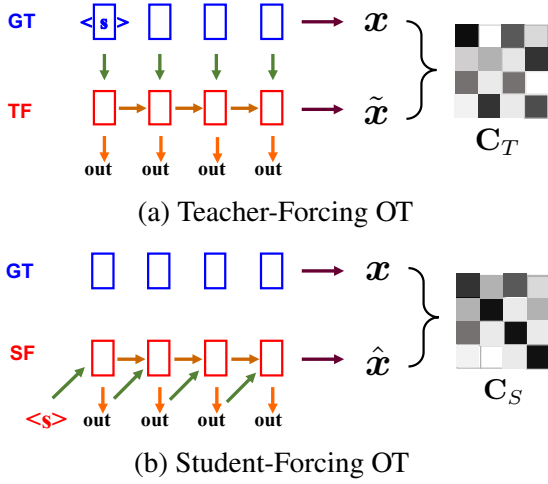 GT <s> x
TF x̃
out out out out
C_T
(a) Teacher-Forcing OT
GT x
SF x̂
<s> out out out out
C_S
(b) Student-Forcing OT